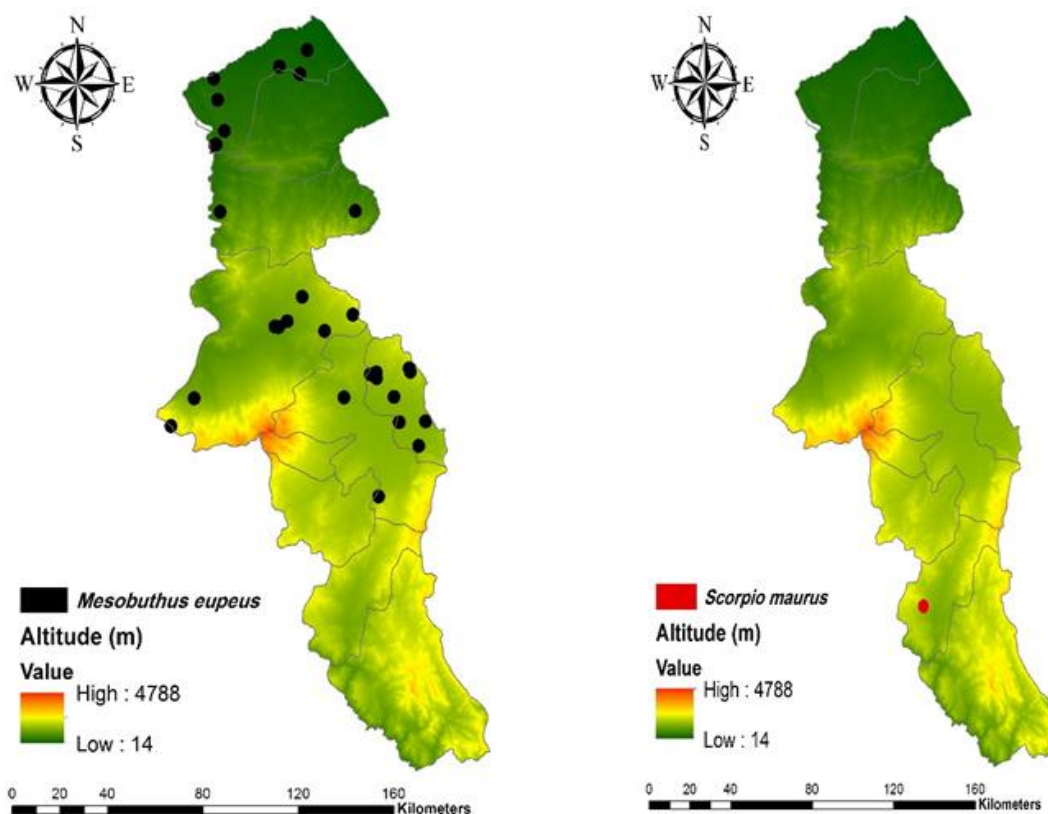 N
W E
S
Mesobuthus eupeus
Altitude (m)
Value
High : 4788
Low : 14
0 20 40 80 120 160
Kilometers
N
W E
S
Scorpio maurus
Altitude (m)
Value
High : 4788
Low : 14
0 20 40 80 120 160
Kilometers